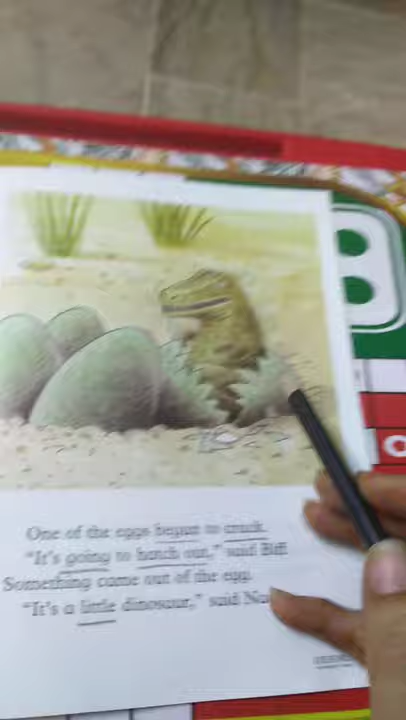 One of the eggs began to crack.
"It's going to hatch out," said Biff
Something came out of the egg.
"It's a little dinosaur," said